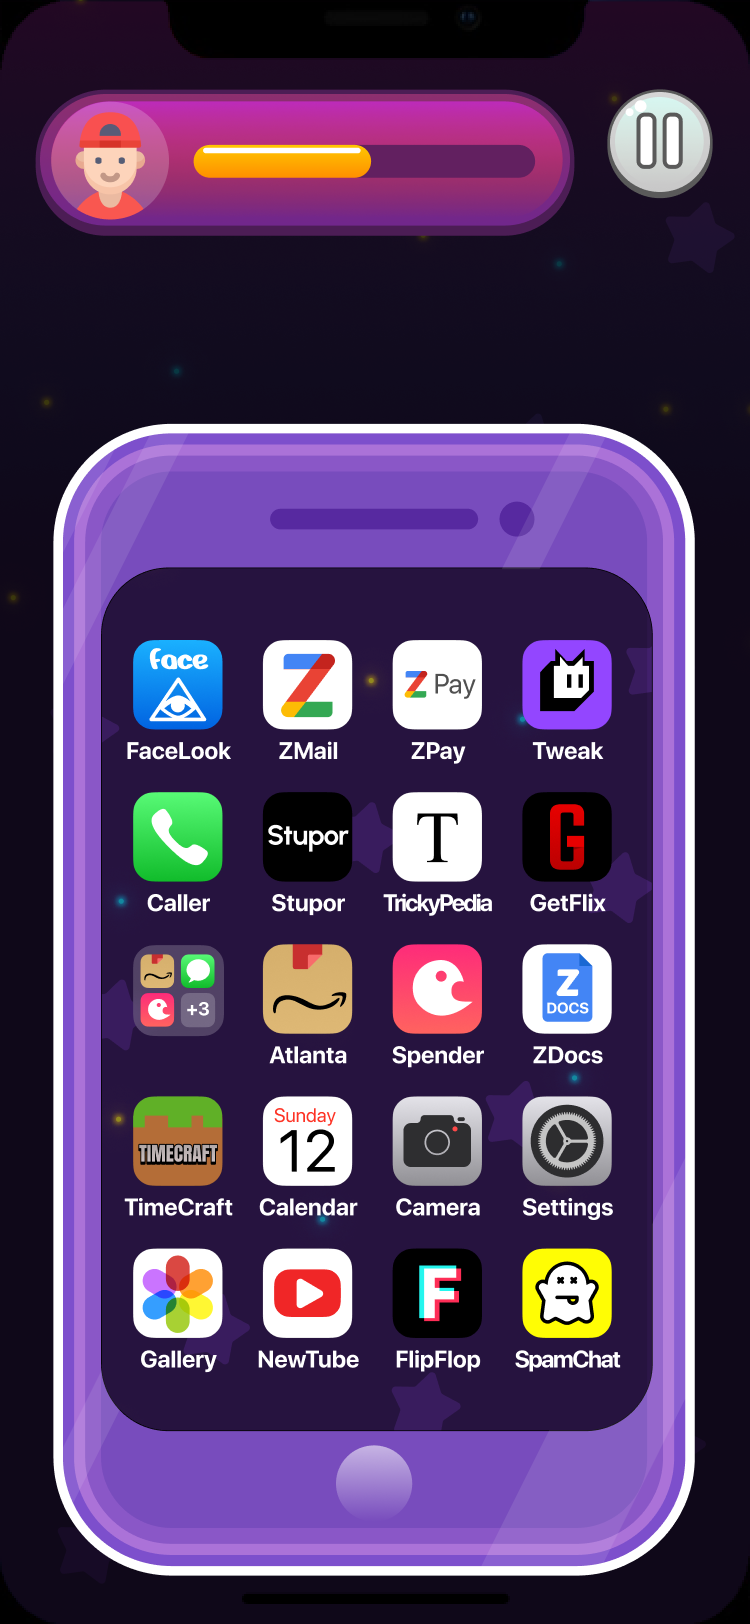 face
Pay
FaceLook ZMail ZPay Tweak
Stupor
T
G
Caller Stupor TrickyPedia GetFlix
+3
Z
DOCS
Atlanta Spender ZDocs
TIMECRAFT
Sunday
12
TimeCraft Calendar Camera Settings
F
Gallery NewTube FlipFlop SpamChat